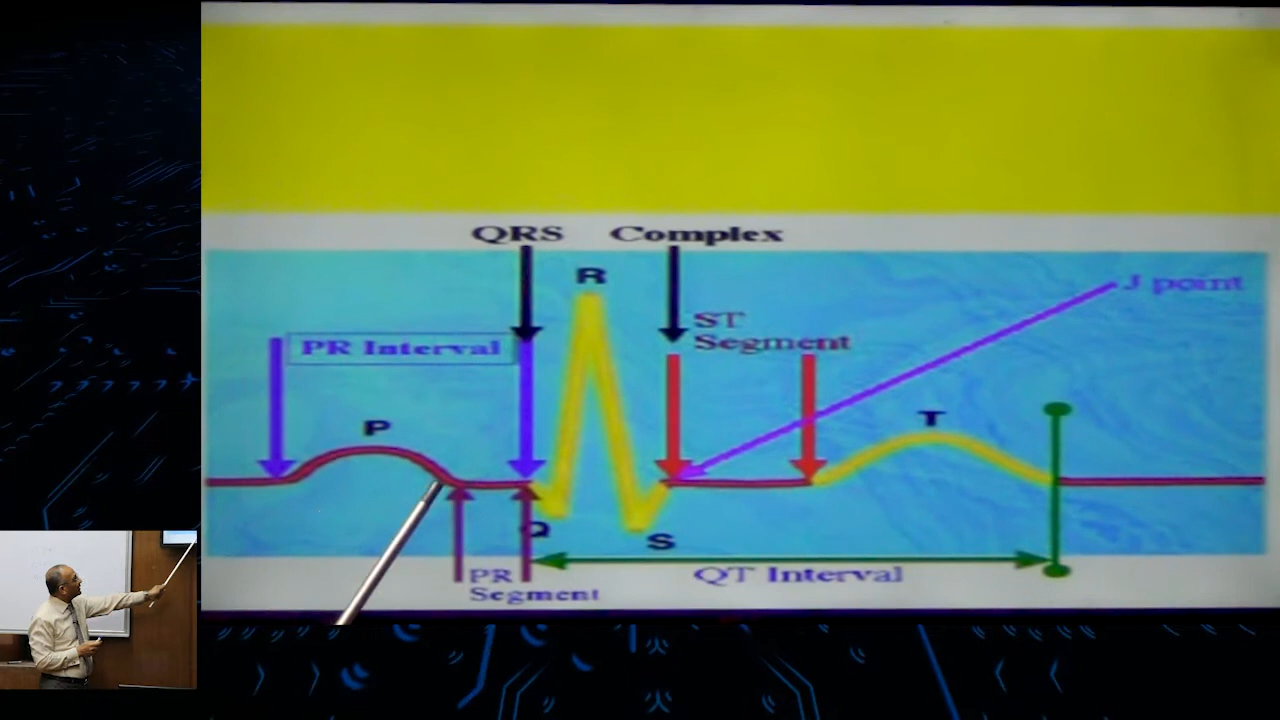 QRS Complex
R
J point
ST
Segment
PR Interval
P
T
Q
S
PR
Segment
QT Interval